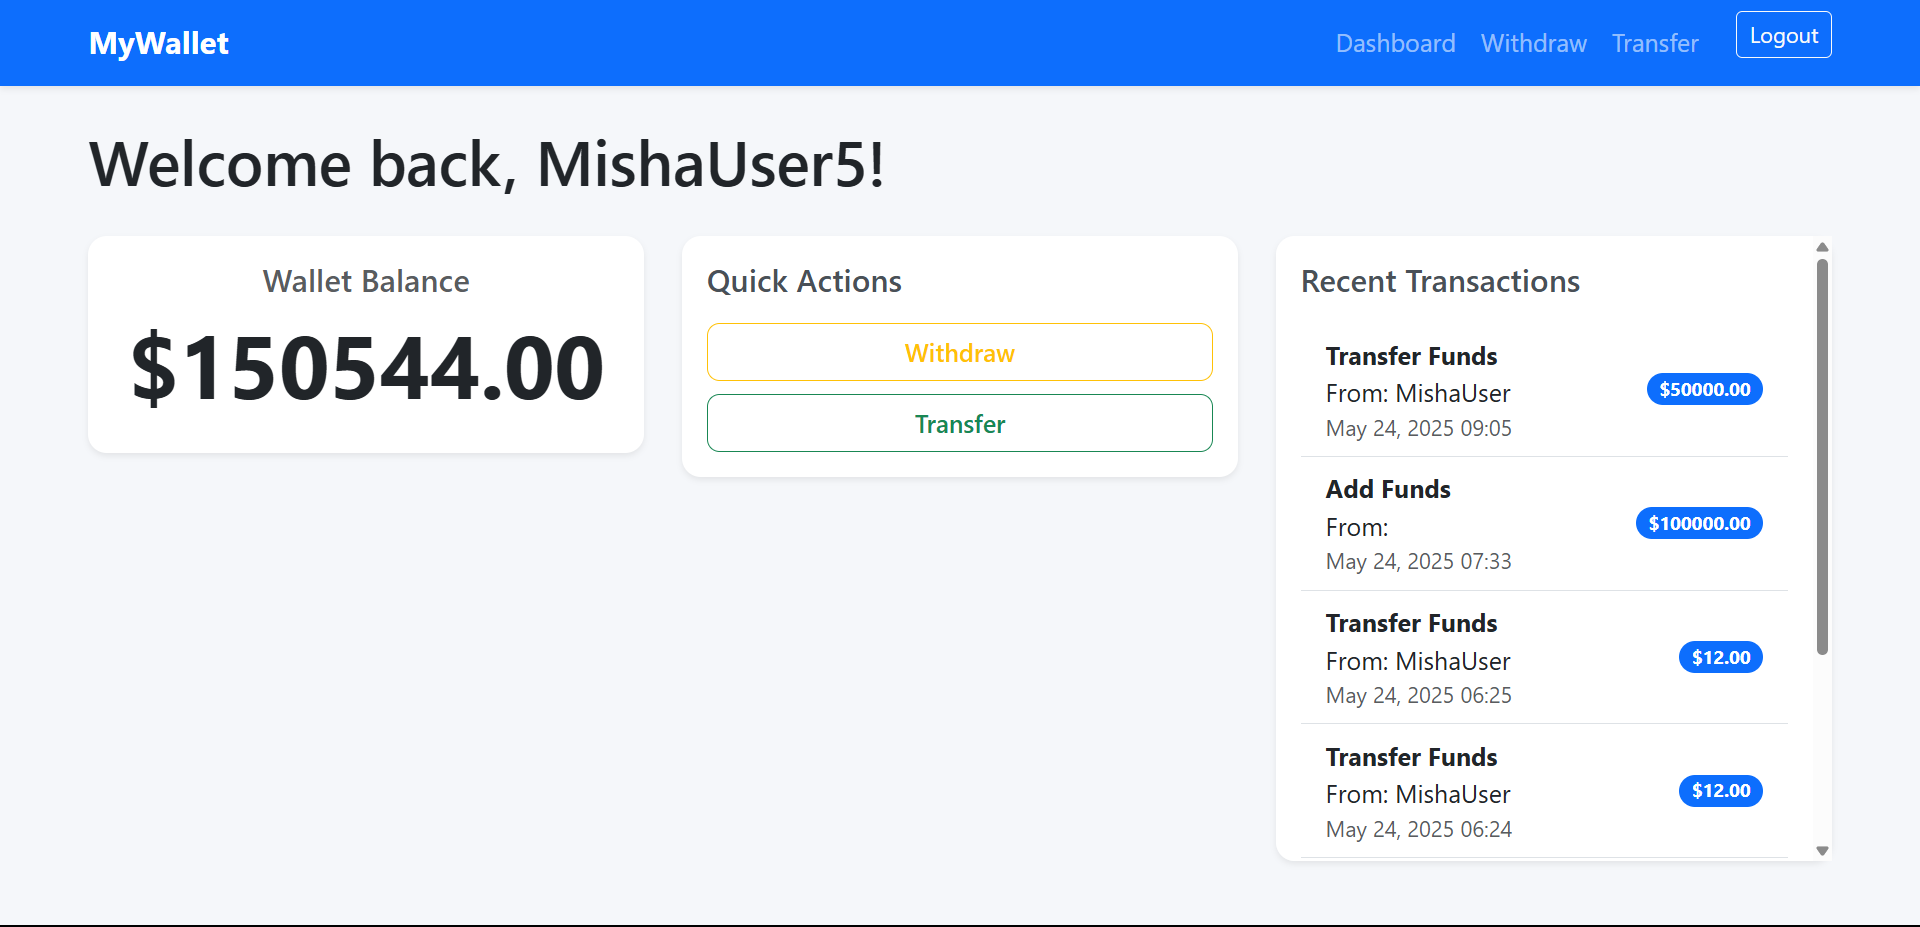 MyWallet
Dashboard Withdraw Transfer Logout
Welcome back, MishaUser5!
Wallet Balance
$150544.00
Quick Actions
Withdraw
Transfer
Recent Transactions
Transfer Funds
From: MishaUser
$50000.00
May 24, 2025 09:05
Add Funds
From:
$100000.00
May 24, 2025 07:33
Transfer Funds
From: MishaUser
$12.00
May 24, 2025 06:25
Transfer Funds
From: MishaUser
$12.00
May 24, 2025 06:24